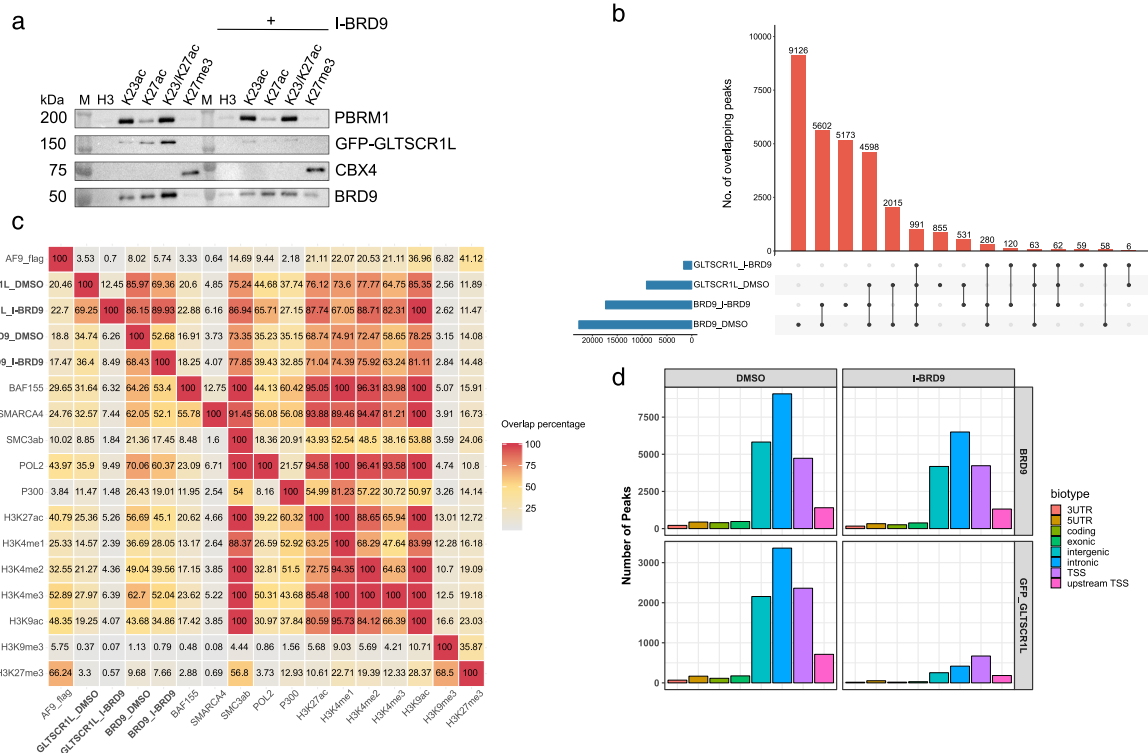 a
+
I-BRD9
kDa M H3 K23ac K27ac K23/K27ac K27me3 M H3 K23ac K27ac K23/K27ac K27me3
200 PBRM1
150 GFP-GLTSCR1L
75 CBX4
50 BRD9
b
No. of overlapping peaks
10000
7500
5000
2500
0
9126 5602 5173 4598 2015 991 855 531 280 120 63 62 59 58 6
GLTSCR1L_I-BRD9
GLTSCR1L_DMSO
BRD9_I-BRD9
BRD9_DMSO
20000 15000 10000 5000 0
c
AF9_flag 100 3.53 0.7 8.02 5.74 3.33 0.64 14.69 9.44 2.18 21.11 22.07 20.53 21.11 36.96 6.82 41.12
1L_DMSO 20.46 100 12.45 85.97 69.36 20.6 4.85 75.24 44.68 37.74 76.12 73.6 77.77 64.75 85.35 2.56 11.89
L_I-BRD9 22.7 69.25 100 86.15 89.93 22.88 6.16 86.94 65.71 27.15 87.74 67.05 88.71 82.31 100 2.62 11.47
D9_DMSO 18.8 34.74 6.26 100 52.68 16.91 3.73 73.35 35.23 35.15 68.74 74.91 72.17 58.56 78.25 3.15 14.08
9_I-BRD9 17.47 36.4 8.49 68.43 100 18.25 4.07 77.85 39.43 32.85 71.04 74.39 75.92 63.24 81.11 2.84 14.48
BAF155 29.65 31.64 6.32 64.26 53.4 100 12.75 100 44.13 60.42 95.05 100 96.31 83.98 100 5.07 15.91
SMARCA4 24.76 32.57 7.44 62.05 52.1 55.78 100 91.45 56.08 56.08 93.88 89.46 94.47 81.21 100 3.91 16.73
SMC3ab 10.02 8.85 1.84 21.36 17.45 8.48 1.6 100 18.36 20.91 43.93 52.54 48.5 38.16 53.88 3.59 24.06
POL2 43.97 35.9 9.49 70.06 60.37 23.09 6.71 100 100 21.57 94.58 100 96.41 93.58 100 4.74 10.8
P300 3.84 11.47 1.48 26.43 19.01 11.95 2.54 54 8.16 100 54.99 81.23 57.22 30.72 50.97 3.26 14.14
H3K27ac 40.79 25.36 5.26 56.69 45.1 20.62 4.66 100 39.22 60.32 100 100 88.65 65.94 100 13.01 12.72
H3K4me1 25.33 14.57 2.39 36.69 28.05 13.17 2.64 88.37 26.59 52.92 63.25 100 68.29 47.64 83.99 12.28 16.18
H3K4me2 32.55 21.27 4.36 49.04 39.56 17.15 3.85 100 32.81 51.5 72.75 94.35 100 64.63 100 10.7 19.09
H3K4me3 52.89 27.97 6.39 62.7 52.04 23.62 5.22 100 50.31 43.68 85.48 100 100 100 100 12.5 19.18
H3K9ac 48.35 19.25 4.07 43.68 34.86 17.42 3.85 100 30.97 37.84 80.59 95.73 84.12 66.46 100 16.6 23.03
H3K9me3 5.75 0.37 0.07 1.13 0.79 0.48 0.08 4.44 0.86 1.56 5.68 9.03 5.69 4.21 10.71 100 35.87
H3K27me3 66.24 3.3 0.57 9.68 7.66 2.88 0.69 56.8 3.73 12.93 10.61 22.71 19.39 12.33 28.37 68.5 100
AF9_flag GLTSCR1L_DMSO GLTSCR1L_I-BRD9 BRD9_DMSO BRD9_I-BRD9 BAF155 SMARCA4 SMC3ab POL2 P300 H3K27ac H3K4me1 H3K4me2 H3K4me3 H3K9ac H3K9me3 H3K27me3
Overlap percentage
100
75
50
25
0
d
DMSO I-BRD9
Number of Peaks
7500
5000
2500
0
BRD9
3000
2000
1000
0
GFP_GLTSCR1L
biotype
3UTR
5UTR
coding
exonic
intergenic
intronic
TSS
upstream TSS